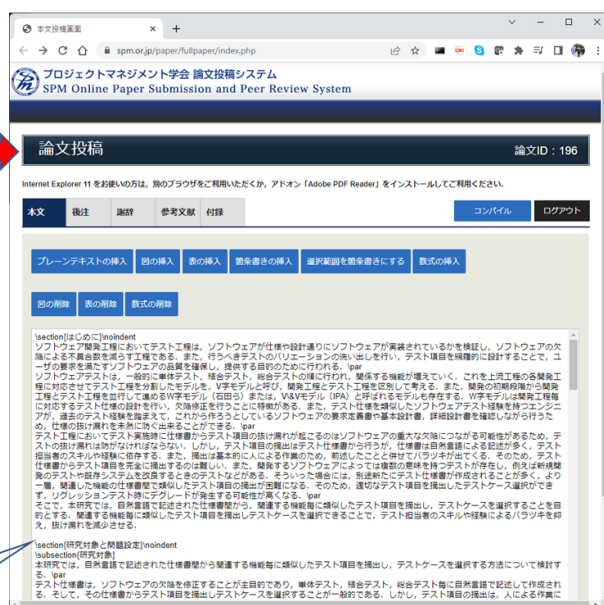 本文投稿画面
spm.or.jp/paper/fullpaper/index.php
プロジェクトマネジメント学会 論文投稿システム
SPM Online Paper Submission and Peer Review System
論文投稿
論文ID : 196
Internet Explorer 11 をお使いの方は，別のブラウザをご利用いただくか，アドオン「Adobe PDF Reader」をインストールしてご利用ください．
本文 後注 謝辞 参考文献 付録
コンパイル ログアウト
プレーンテキストの挿入 図の挿入 表の挿入 箇条書きの挿入 選択範囲を箇条書きにする 数式の挿入
図の削除 表の削除 数式の削除
\section{はじめに}\noindent
ソフトウェア開発工程においてテスト工程は，ソフトウェアが仕様や設計通りにソフトウェアが実装されているかを検証し，ソフトウェアの欠
陥による不具合数を減らす工程である．また，行うべきテストのバリエーションの洗い出しを行い，テスト項目を網羅的に設計することで，ユ
ーザの要求を満たすソフトウェアの品質を確保し，提供する目的のために行われる．\par
ソフトウェアテストは，一般的に単体テスト，結合テスト，総合テストの順に行われ，関係する機能が増えていく．これを上流工程の各開発工
程に対応させてテスト工程を分割したモデルを，V字モデルと呼び，開発工程とテスト工程を区別して考える．また，開発の初期段階から開発
工程とテスト工程を並行して進めるW字モデル（石田ら）または，V&Vモデル（IPA）と呼ばれるモデルも存在する．W字モデルは開発工程毎
に対応するテスト仕様の設計を行い，欠陥修正を行うことに特徴がある．また，テスト仕様を類似したソフトウェアテスト経験を持つエンジニ
アが，過去のテスト経験を踏まえて，これから作ろうとしているソフトウェアの要求定義書や基本設計書，詳細設計書を確認しながら行うた
め，仕様の抜け漏れを未然に防ぐ出来ることができる．\par
テスト工程においてテスト実施時に仕様書からテスト項目の抜け漏れが起こるのはソフトウェアの重大な欠陥につながる可能性があるため，テ
ストの抜け漏れは防がなければならない．しかし，テスト項目の摘出はテスト仕様書から行うが，仕様書は自然言語による記述が多く，テスト
担当者のスキルや経験に依存する．また，摘出は基本的に人による作業のため，前述したことと併せてバラツキが出てくる．そのため，テスト
仕様書からテスト項目を完全に摘出するのは難しい．また，開発するソフトウェアによっては複数の意味を持つテストが存在し，例えば新規開
発のテストや既存システムを改良するときのテストなどがある．そういった場合には，別途新たにテスト仕様書が作成されることが多く，より
一層，関連した機能の仕様書間で類似したテスト項目の摘出が困難になる．そのため，適切なテスト項目を摘出したテストケース選択ができ
ず，リグレッションテスト時にデグレードが発生する可能性が高くなる．\par
そこで，本研究では，自然言語で記述された仕様書間から，関連する機能毎に類似したテスト項目を摘出し，テストケースを選択することを目
的とする．関連する機能毎に類似したテスト項目を摘出しテストケースを選択できることで，テスト担当者のスキルや経験によるバラツキを抑
え，抜け漏れを減少させる．
\section{研究対象と問題設定}\noindent
\subsection{研究対象}
本研究では，自然言語で記述された仕様書間から関連する機能毎に類似したテスト項目を摘出し，テストケースを選択する方法について検討す
る．\par
テスト仕様書は，ソフトウェアの欠陥を修正することが主目的であり，単体テスト，結合テスト，総合テスト毎に自然言語で記述して作成され
る．そして，その仕様書からテスト項目を摘出しテストケースを選択することが一般的である．しかし，テスト項目の摘出は，人による作業に